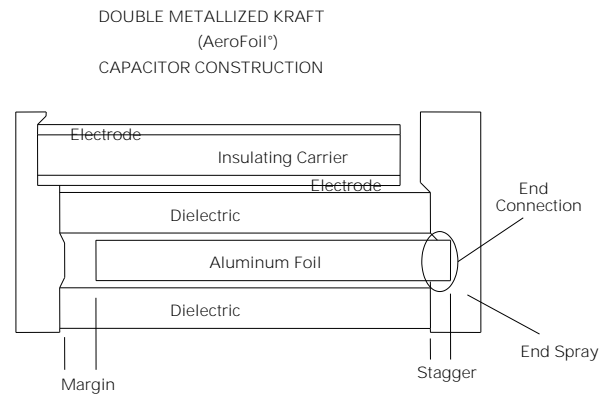 DOUBLE METALLIZED KRAFT
(AeroFoil°)
CAPACITOR CONSTRUCTION
Electrode
Insulating Carrier
Electrode
End
Connection
Dielectric
Aluminum Foil
Dielectric
End Spray
Stagger
Margin